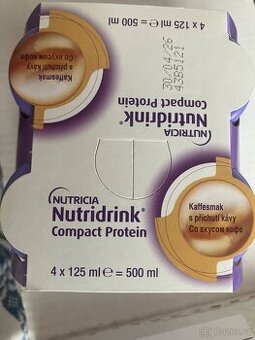 4 x 125 ml ℮ = 500 ml
Compact Protein
Nutridrink®
NUTRICIA
30/04/26
43B5121
Kaffesmak
s příchutí kávy
Со вкусом кофе
NUTRICIA
Nutridrink®
Compact Protein
4 x 125 ml ℮ = 500 ml
Kaffesmak
s příchutí kávy
Со вкусом кофе